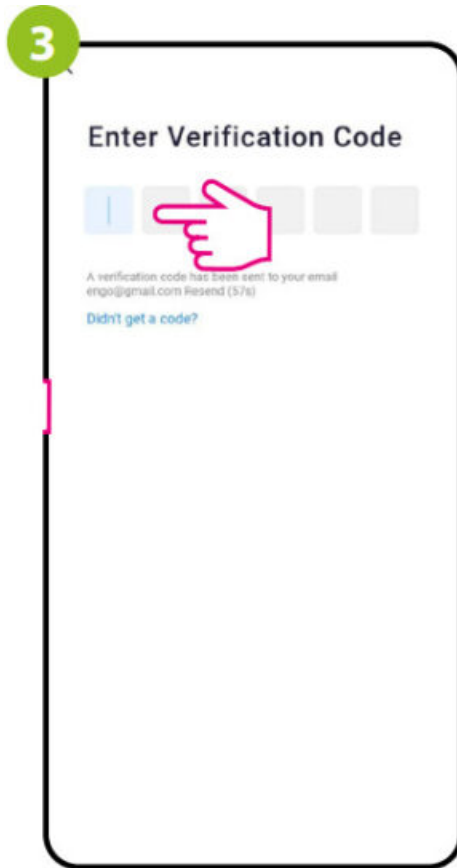 3
Enter Verification Code
A verification code has been sent to your email
engo@gmail.com Resend (57s)
Didn't get a code?